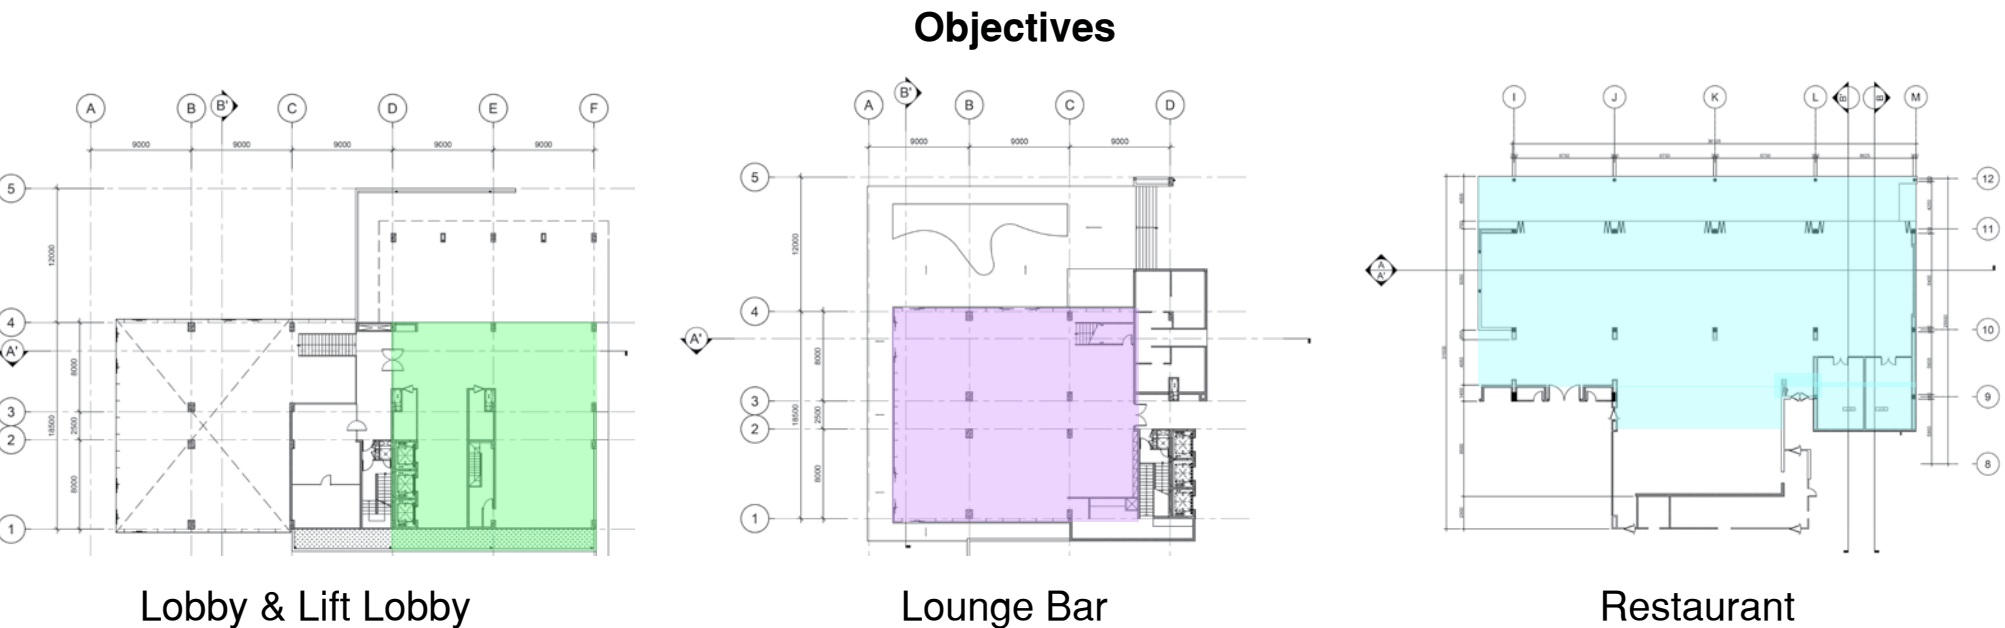 Objectives
A B B' C D E F
9000 9000 9000 9000 9000
5
12000
4
A'
8000
3
18500 2500
2
8000
1
A B' B C D
9000 9000 9000
5
12000
4
A'
8000
3
18500 2500
2
8000
1
I J K L B' B M
12
11
A
A'
10
9
8
Lobby & Lift Lobby
Lounge Bar
Restaurant